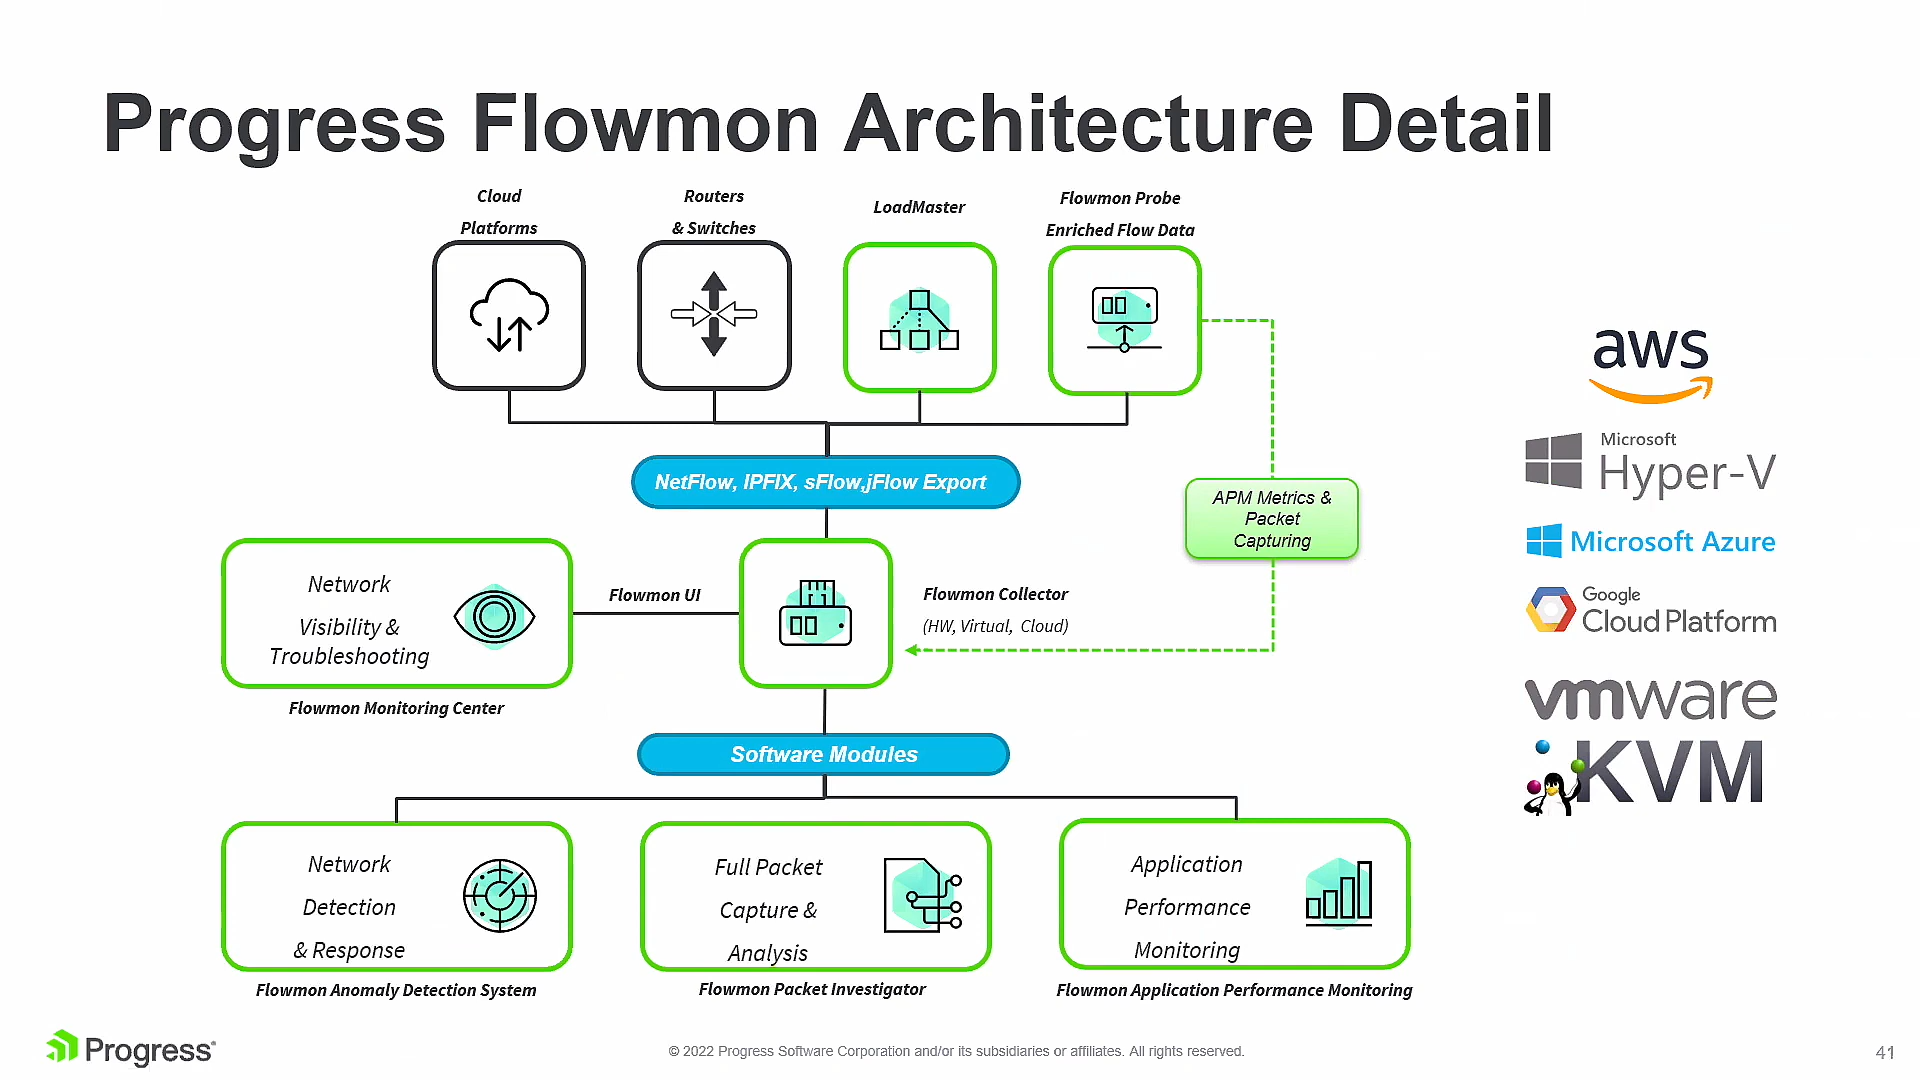 Progress Flowmon Architecture Detail
Cloud
Platforms
Routers
& Switches
LoadMaster
Flowmon Probe
Enriched Flow Data
NetFlow, IPFIX, sFlow,jFlow Export
APM Metrics &
Packet
Capturing
Network
Visibility &
Troubleshooting
Flowmon Monitoring Center
Flowmon UI
Flowmon Collector
(HW, Virtual, Cloud)
Software Modules
Network
Detection
& Response
Flowmon Anomaly Detection System
Full Packet
Capture &
Analysis
Flowmon Packet Investigator
Application
Performance
Monitoring
Flowmon Application Performance Monitoring
aws
Microsoft
Hyper-V
Microsoft Azure
Google
Cloud Platform
vmware
KVM
Progress®
© 2022 Progress Software Corporation and/or its subsidiaries or affiliates. All rights reserved.
41